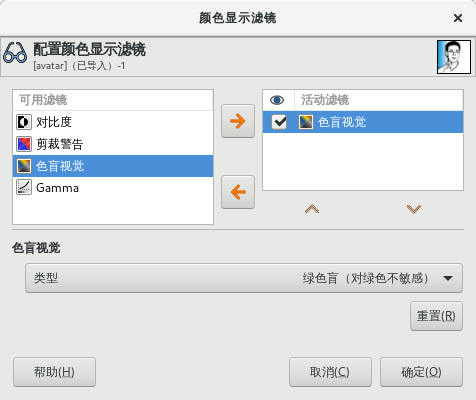 颜色显示滤镜
配置颜色显示滤镜
[avatar]（已导入）-1
可用滤镜
对比度
剪裁警告
色盲视觉
Gamma
活动滤镜
色盲视觉
色盲视觉
类型 绿色盲（对绿色不敏感）
重置(R)
帮助(H) 取消(C) 确定(O)